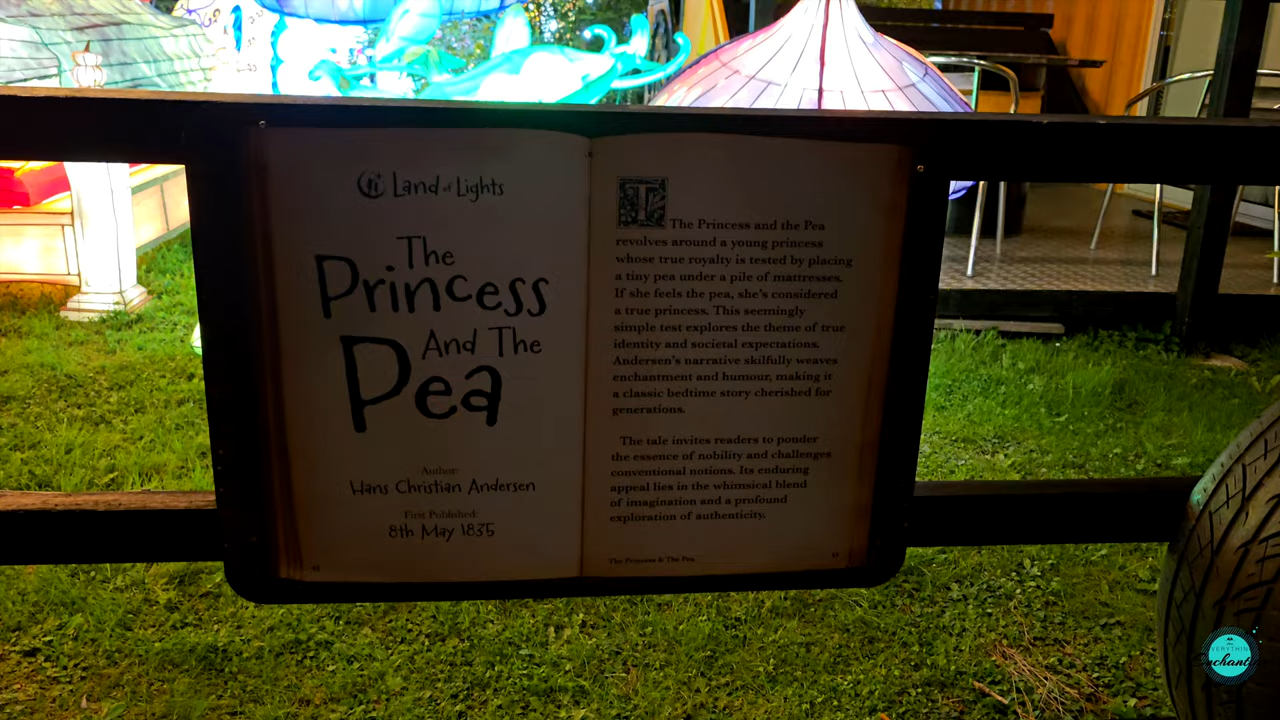 Land of Lights
The
Princess
And The
Pea
Author:
Hans Christian Andersen
First Published:
8th May 1835
T
The Princess and the Pea
revolves around a young princess
whose true royalty is tested by placing
a tiny pea under a pile of mattresses.
If she feels the pea, she's considered
a true princess. This seemingly
simple test explores the theme of true
identity and societal expectations.
Andersen's narrative skilfully weaves
enchantment and humour, making it
a classic bedtime story cherished for
generations.
The tale invites readers to ponder
the essence of nobility and challenges
conventional notions. Its enduring
appeal lies in the whimsical blend
of imagination and a profound
exploration of authenticity.
The Princess & The Pea